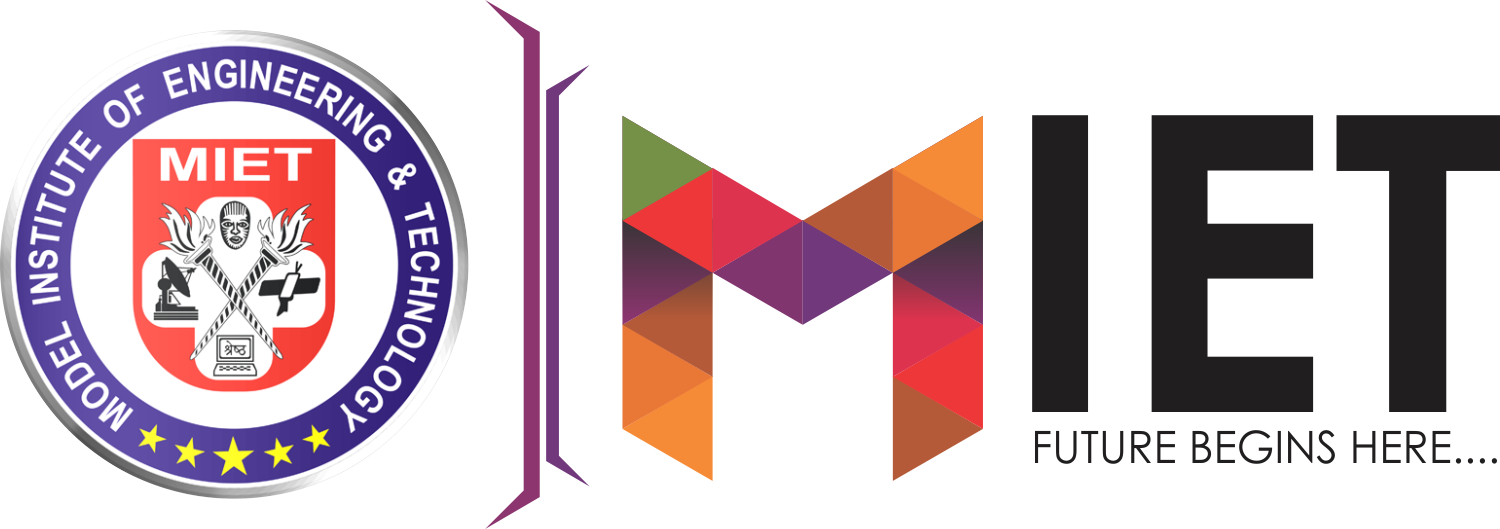 MODEL INSTITUTE OF ENGINEERING & TECHNOLOGY
MIET
श्रेष्ठ
MIET
FUTURE BEGINS HERE....